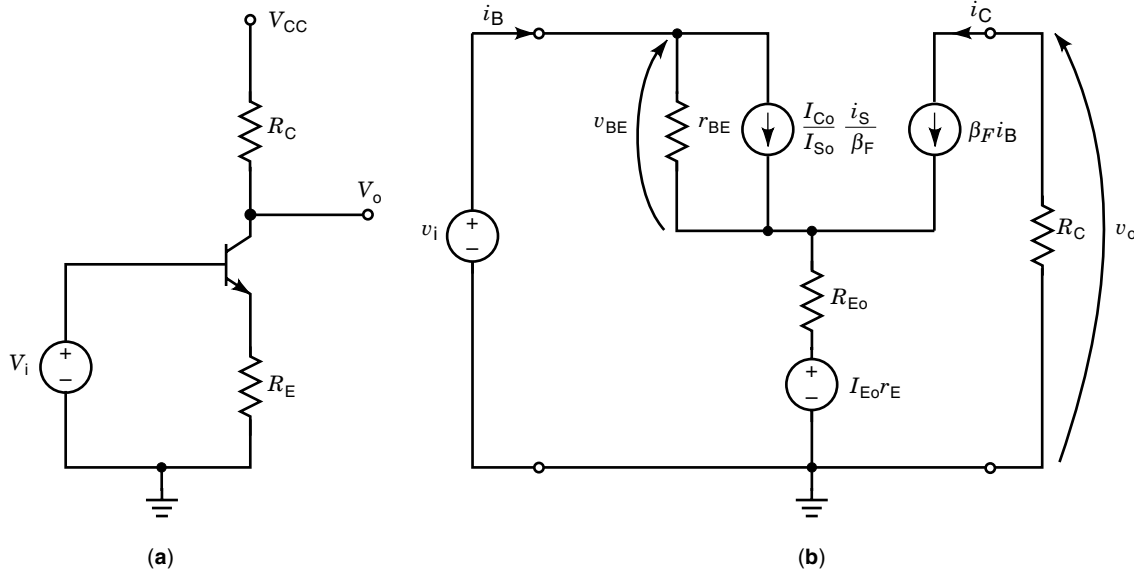 V_CC
R_C
V_o
V_i
+
−
R_E
(a)
i_B
i_C
v_BE
r_BE
I_Co/I_So i_S/β_F
β_F i_B
v_i
+
−
R_C
v_o
R_Eo
+
−
I_Eo r_E
(b)